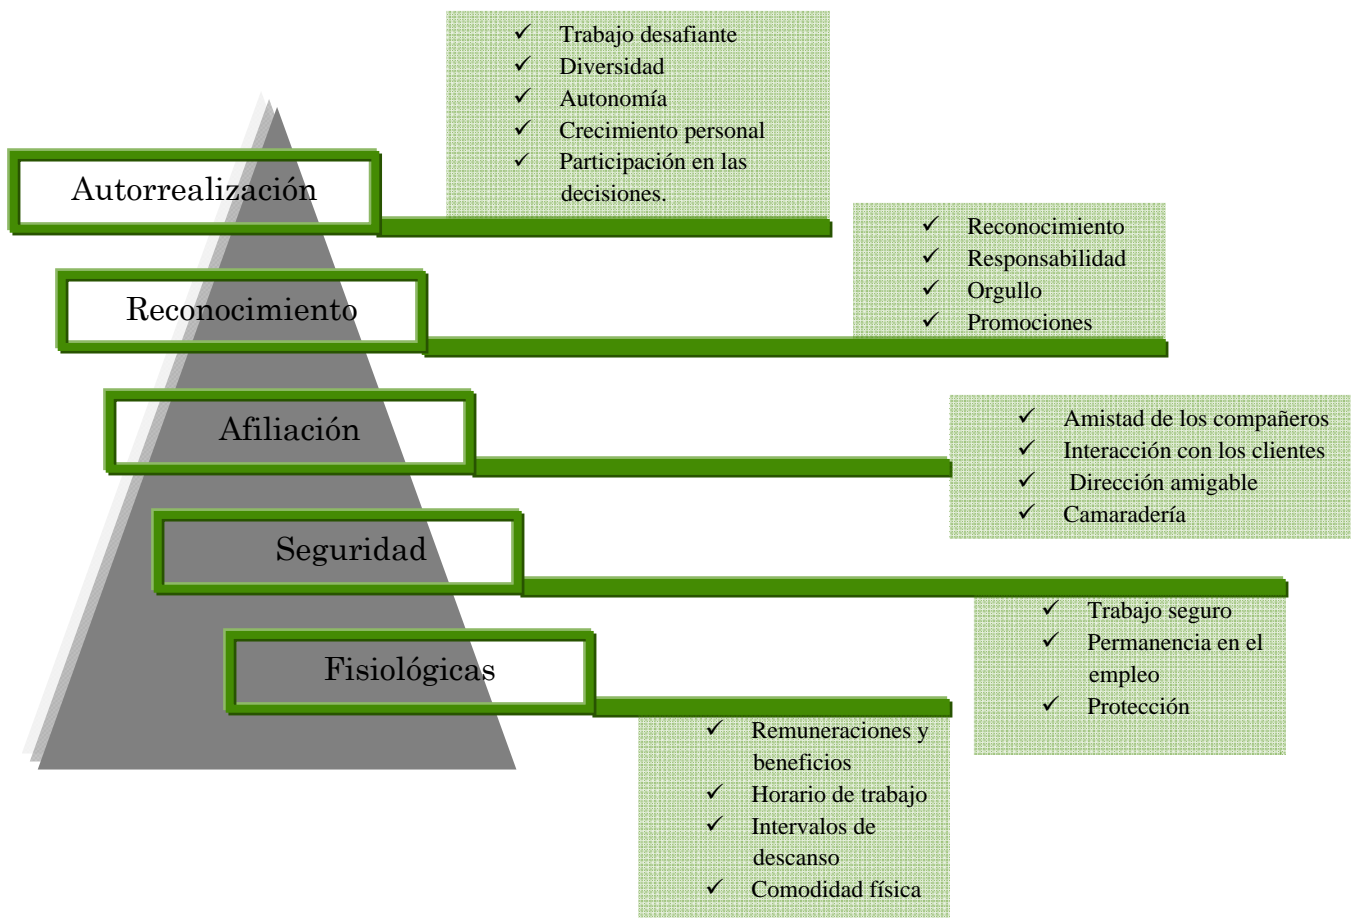 ✓ Trabajo desafiante
✓ Diversidad
✓ Autonomía
✓ Crecimiento personal
✓ Participación en las
decisiones.
Autorrealización
✓ Reconocimiento
✓ Responsabilidad
✓ Orgullo
✓ Promociones
Reconocimiento
✓ Amistad de los compañeros
✓ Interacción con los clientes
✓ Dirección amigable
✓ Camaradería
Afiliación
Seguridad
✓ Trabajo seguro
✓ Permanencia en el
empleo
✓ Protección
Fisiológicas
✓ Remuneraciones y
beneficios
✓ Horario de trabajo
✓ Intervalos de
descanso
✓ Comodidad física